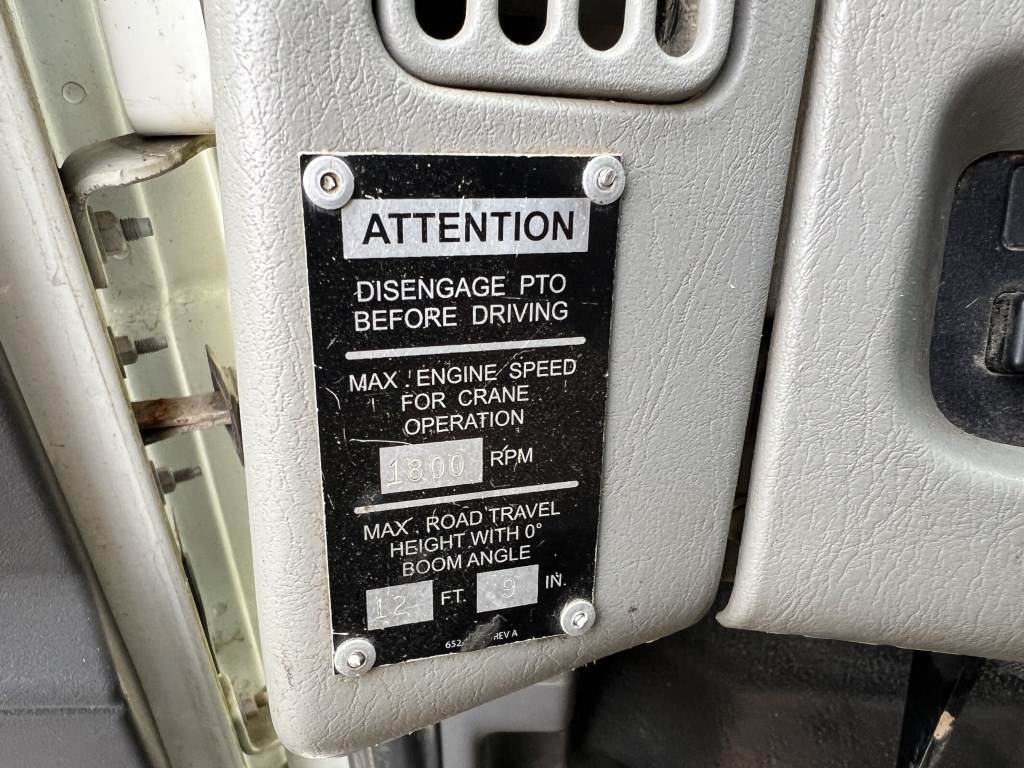 ATTENTION
DISENGAGE PTO
BEFORE DRIVING
MAX. ENGINE SPEED
FOR CRANE
OPERATION
1800 RPM
MAX. ROAD TRAVEL
HEIGHT WITH 0°
BOOM ANGLE
12 FT. 9 IN.
REV A